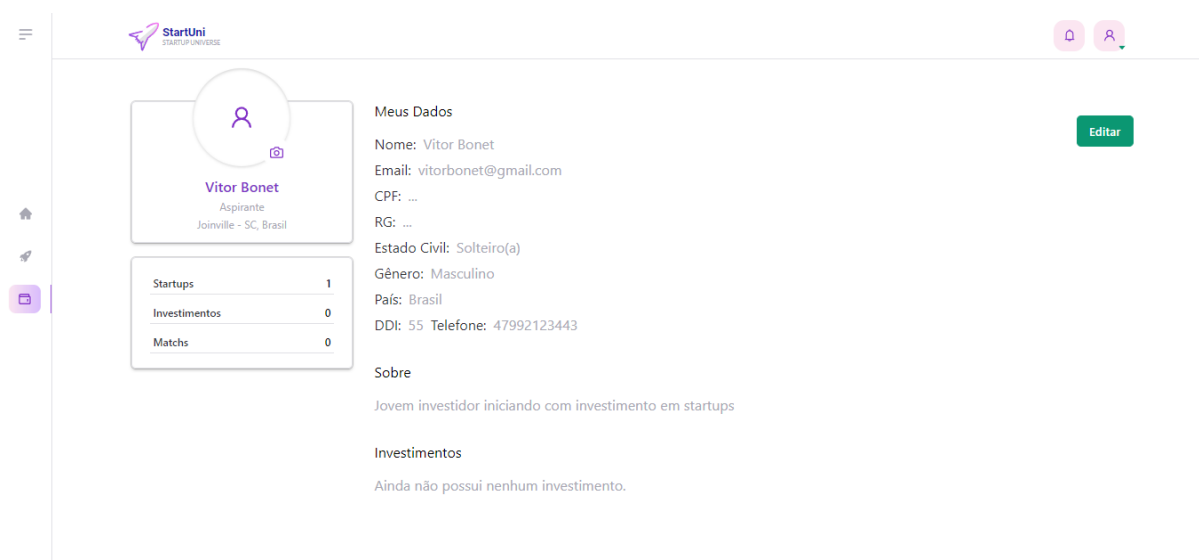 StartUni
STARTUP UNIVERSE
Vitor Bonet
Aspirante
Joinville - SC, Brasil
Startups 1
Investimentos 0
Matchs 0
Meus Dados
Editar
Nome: Vitor Bonet
Email: vitorbonet@gmail.com
CPF: ...
RG: ...
Estado Civil: Solteiro(a)
Gênero: Masculino
País: Brasil
DDI: 55 Telefone: 47992123443
Sobre
Jovem investidor iniciando com investimento em startups
Investimentos
Ainda não possui nenhum investimento.